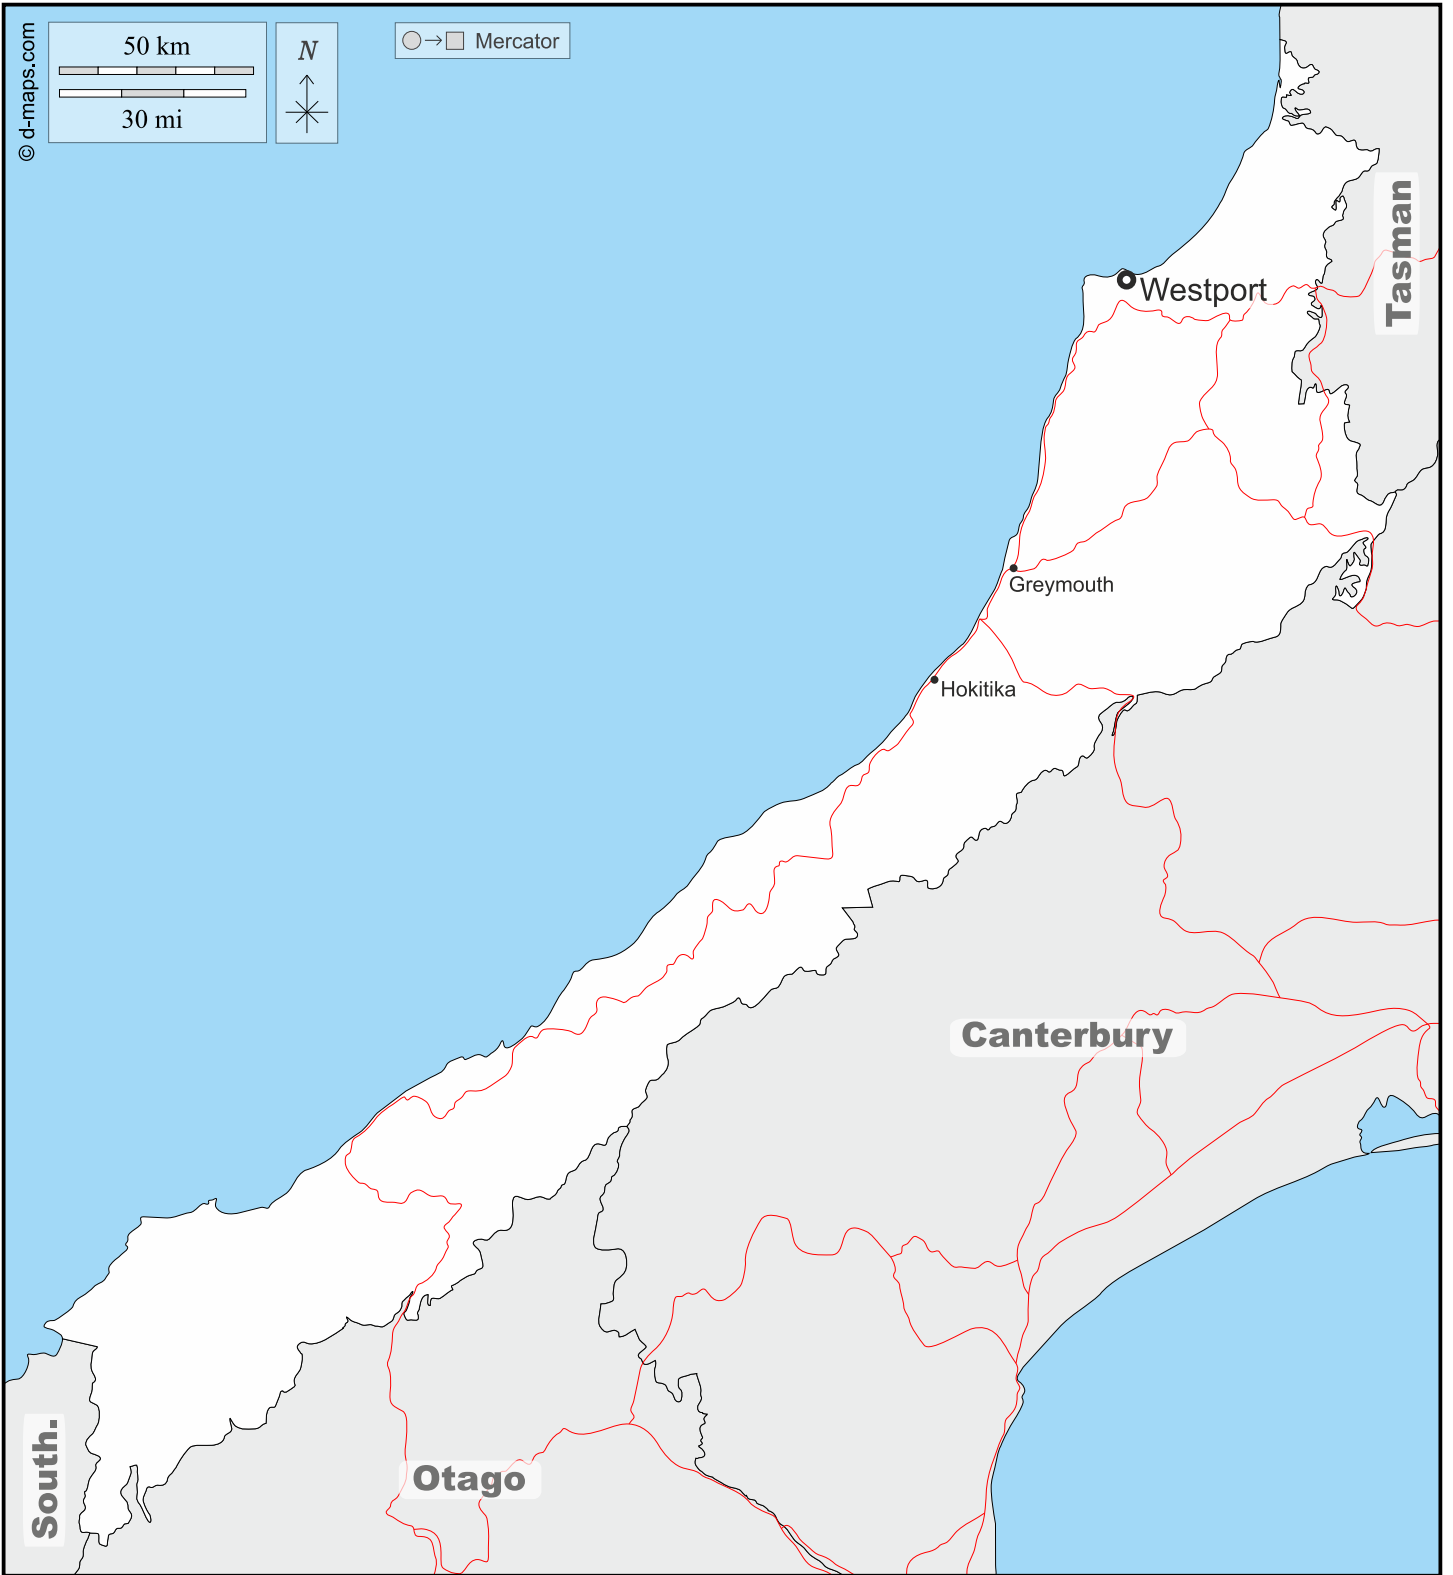 © d-maps.com
50 km
30 mi
N
Mercator
Tasman
Westport
Greymouth
Hokitika
Canterbury
Otago
South.